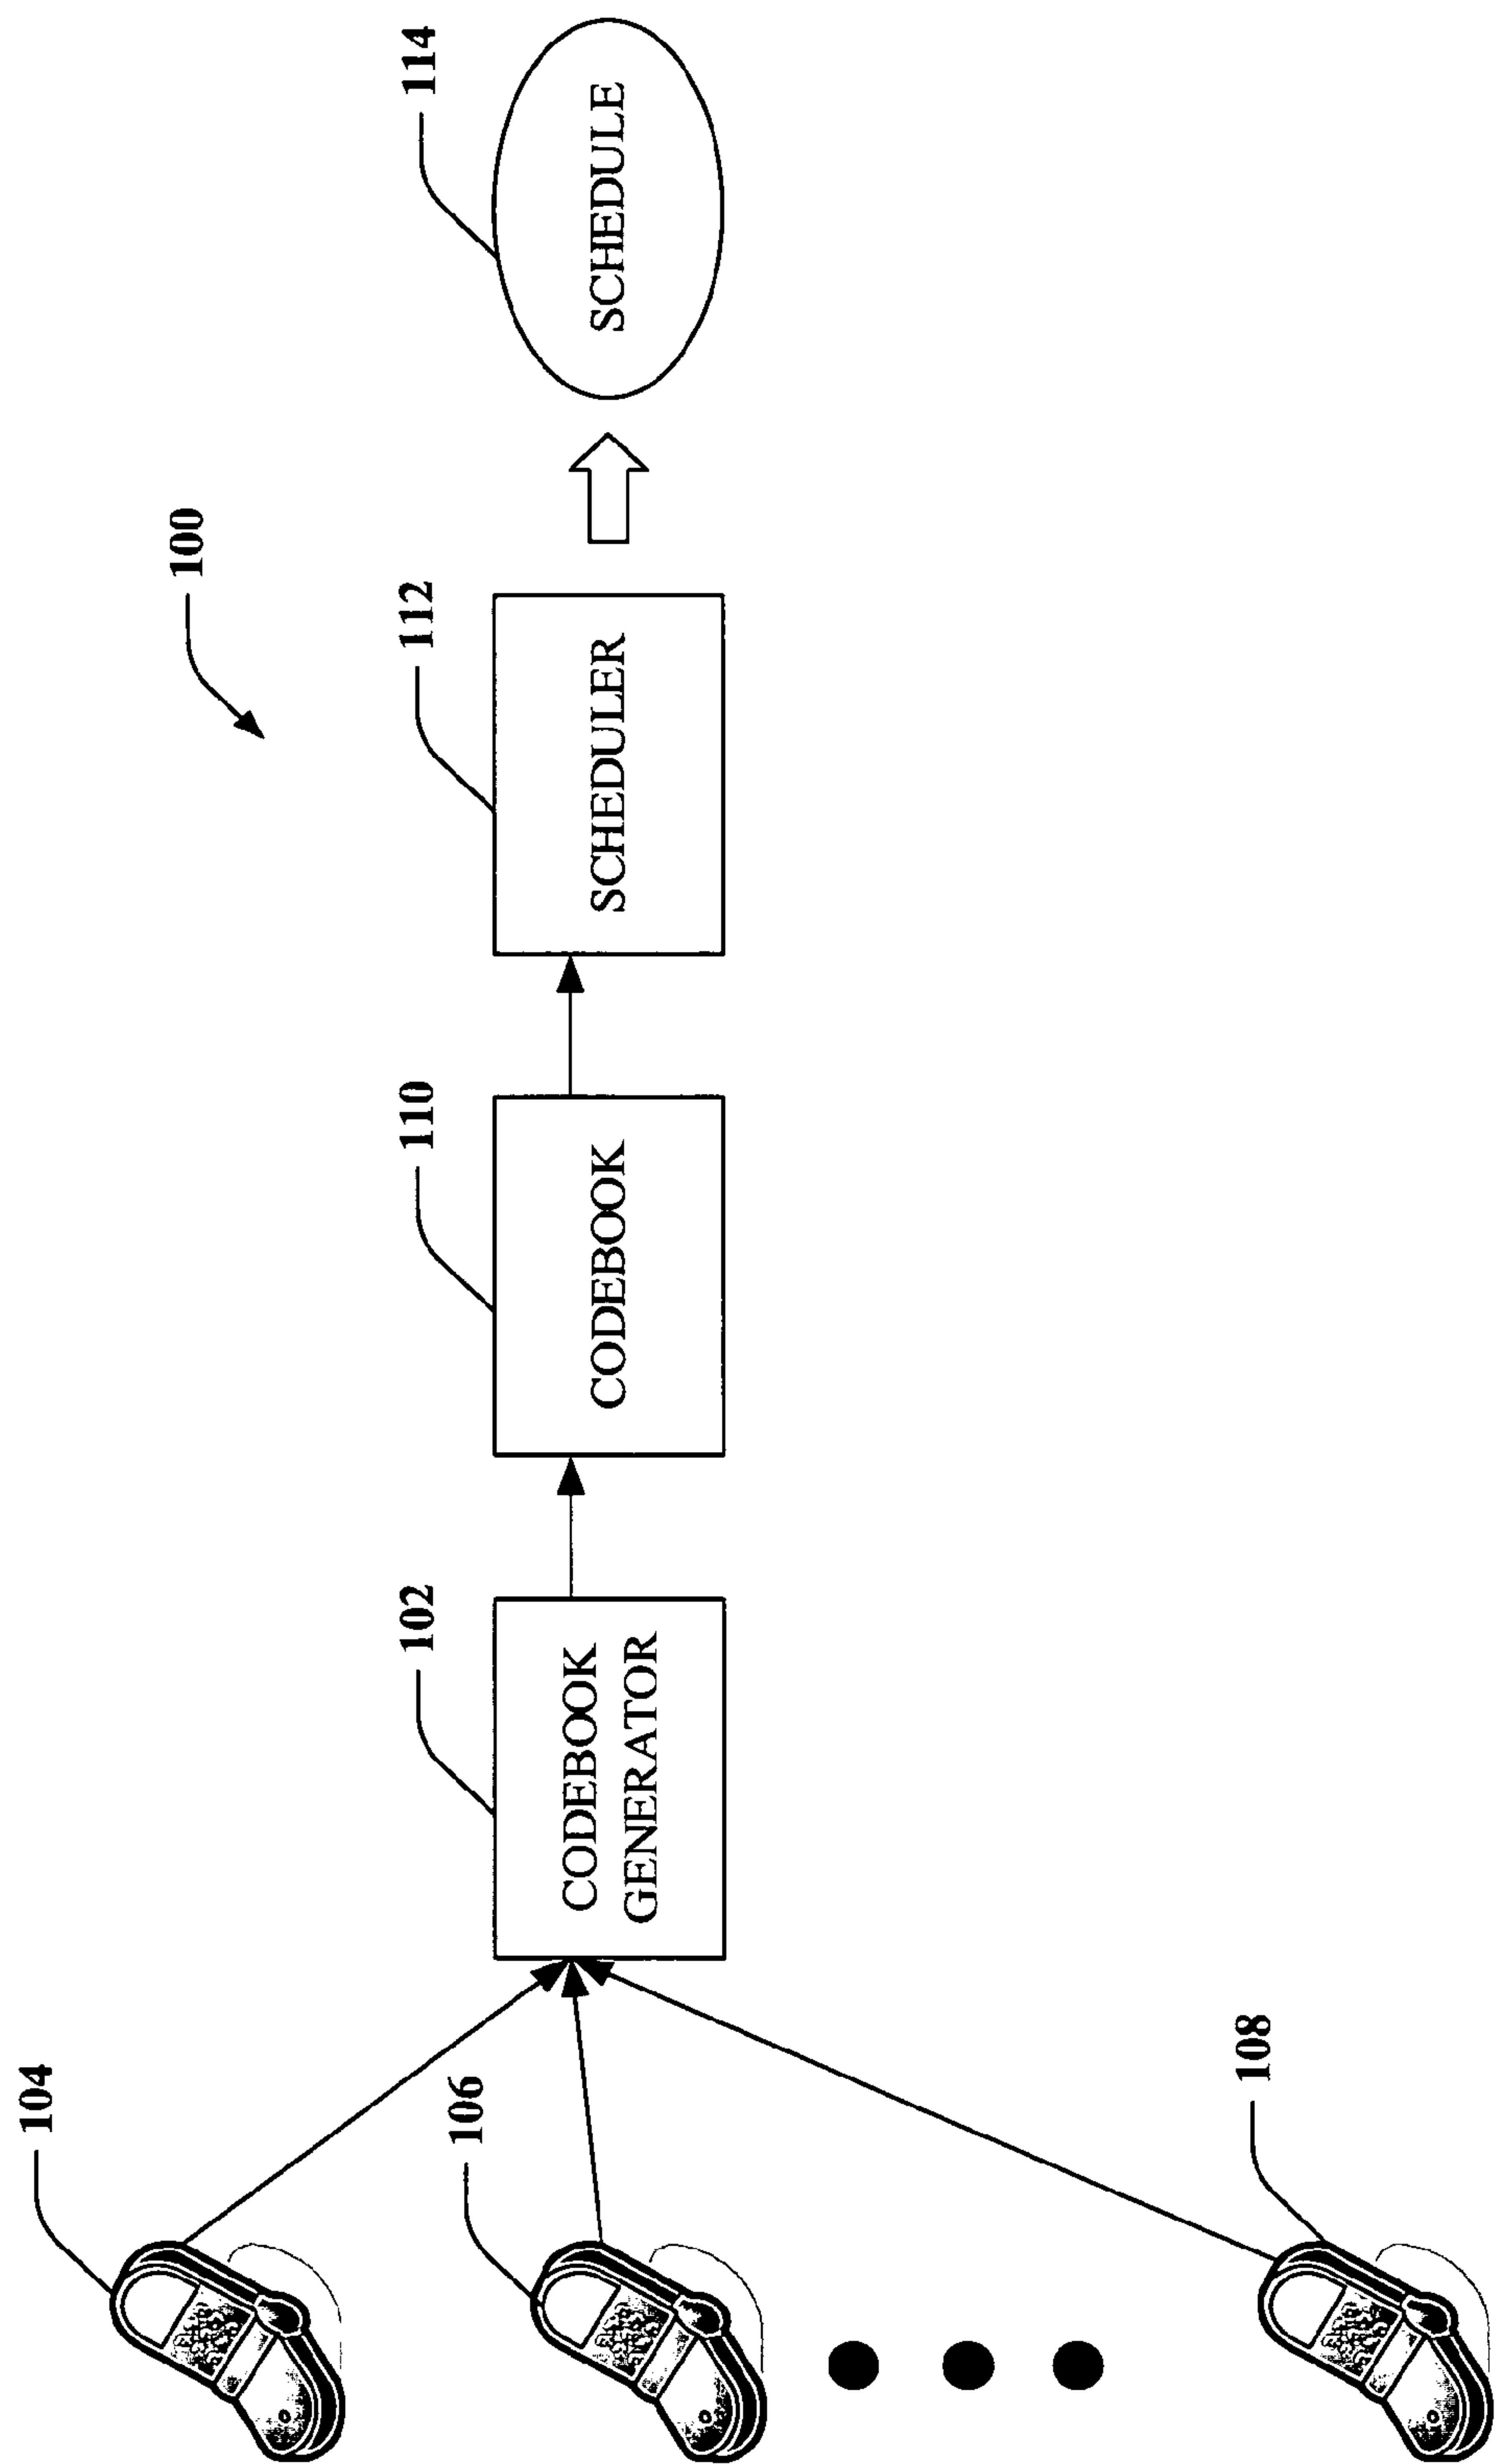 100
104
106
108
102
CODEBOOK
GENERATOR
110
CODEBOOK
112
SCHEDULER
114
SCHEDULE